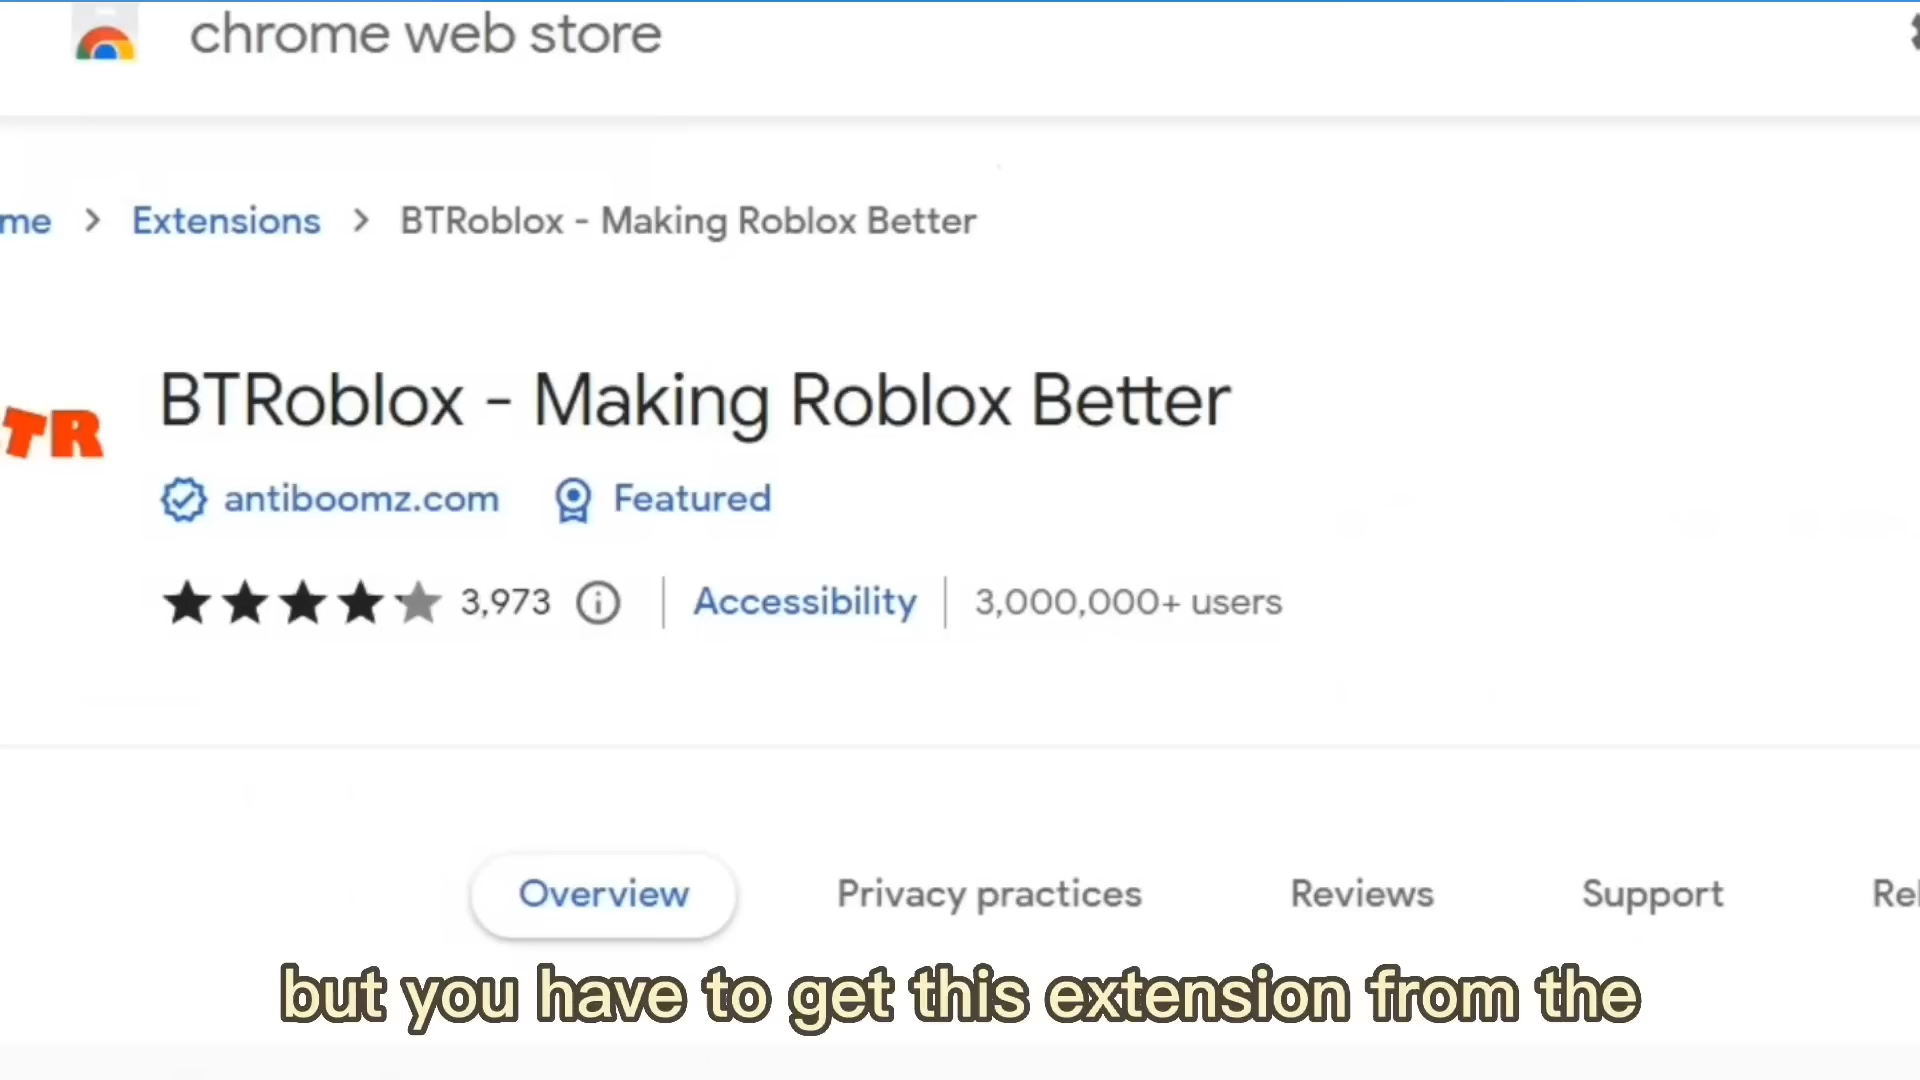 chrome web store
me > Extensions > BTRoblox - Making Roblox Better
TR
BTRoblox - Making Roblox Better
antiboomz.com Featured
3,973 Accessibility 3,000,000+ users
Overview Privacy practices Reviews Support Rel
but you have to get this extension from the